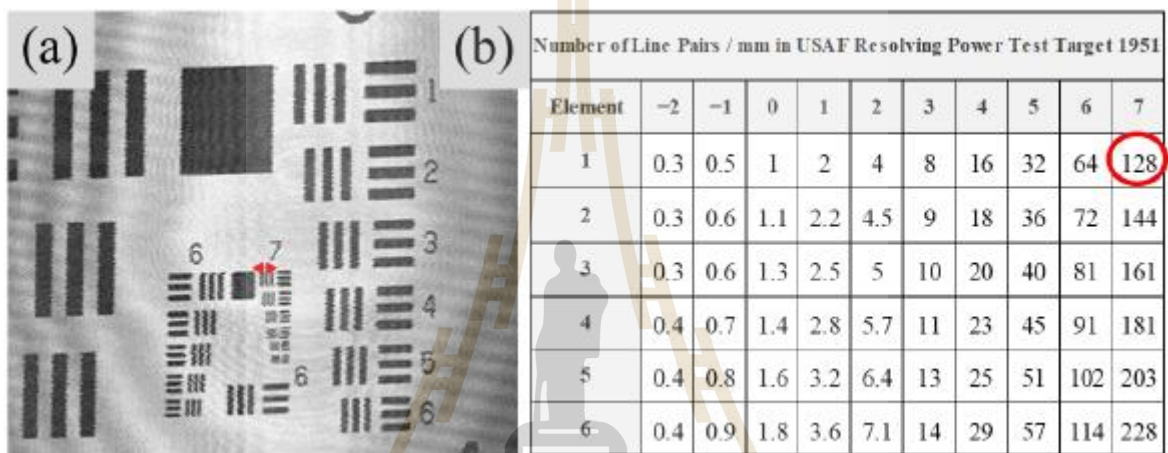 (a)
1
2
3
4
5
6
6 7
6
(b)
Number of Line Pairs / mm in USAF Resolving Power Test Target 1951
Element −2 −1 0 1 2 3 4 5 6 7
1 0.3 0.5 1 2 4 8 16 32 64 128
2 0.3 0.6 1.1 2.2 4.5 9 18 36 72 144
3 0.3 0.6 1.3 2.5 5 10 20 40 81 161
4 0.4 0.7 1.4 2.8 5.7 11 23 45 91 181
5 0.4 0.8 1.6 3.2 6.4 13 25 51 102 203
6 0.4 0.9 1.8 3.6 7.1 14 29 57 114 228